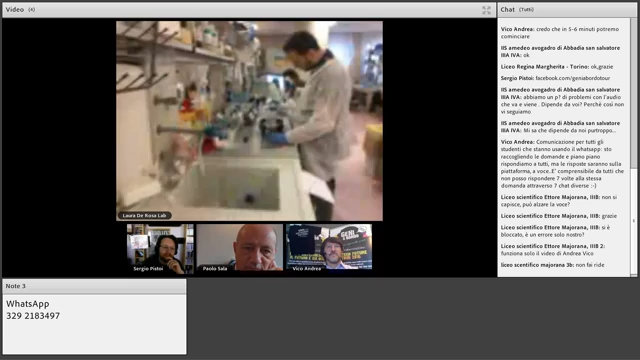 Video (4)
Laura De Rosa Lab
Sergio Pistoi
Paolo Sala
Vico Andrea
Note 3
WhatsApp
329 2183497
Chat (Tutti)
Vico Andrea: credo che in 5-6 minuti potremo
cominciare
IIS amedeo avogadro di Abbadia san salvatore
IIIA IVA: ok
Liceo Regina Margherita - Torino: ok,grazie
Sergio Pistoi: facebook.com/geniabordotour
IIS amedeo avogadro di Abbadia san salvatore
IIIA IVA: abbiamo un p? di problemi con l'audio
che va e viene . Dipende da voi? Perché così non
vi seguiamo
IIS amedeo avogadro di Abbadia san salvatore
IIIA IVA: Mi sa che dipende da noi purtroppo...
Vico Andrea: Comunicazione per tutti gli
studenti che stanno usando il whatsapp: sto
raccogliendo le domande e piano piano
rispondiamo a tutti, ma le risposte saranno sulla
piattaforma, a voce. E' comprensibile da tutti che
non posso rispondere 7 volte alla stessa
domanda attraverso 7 chat diverse :-)
Liceo scientifico Ettore Majorana, IIIB: non si
capisce, può alzare la voce?
Liceo scientifico Ettore Majorana, IIIB: grazie
Liceo scientifico Ettore Majorana, IIIB: si è
bloccato, è un errore solo nostro?
Liceo scientifico Ettore Majorana, IIIB 2:
funziona solo il video di Andrea Vico
liceo scentifico majorana 3b: non fai ride